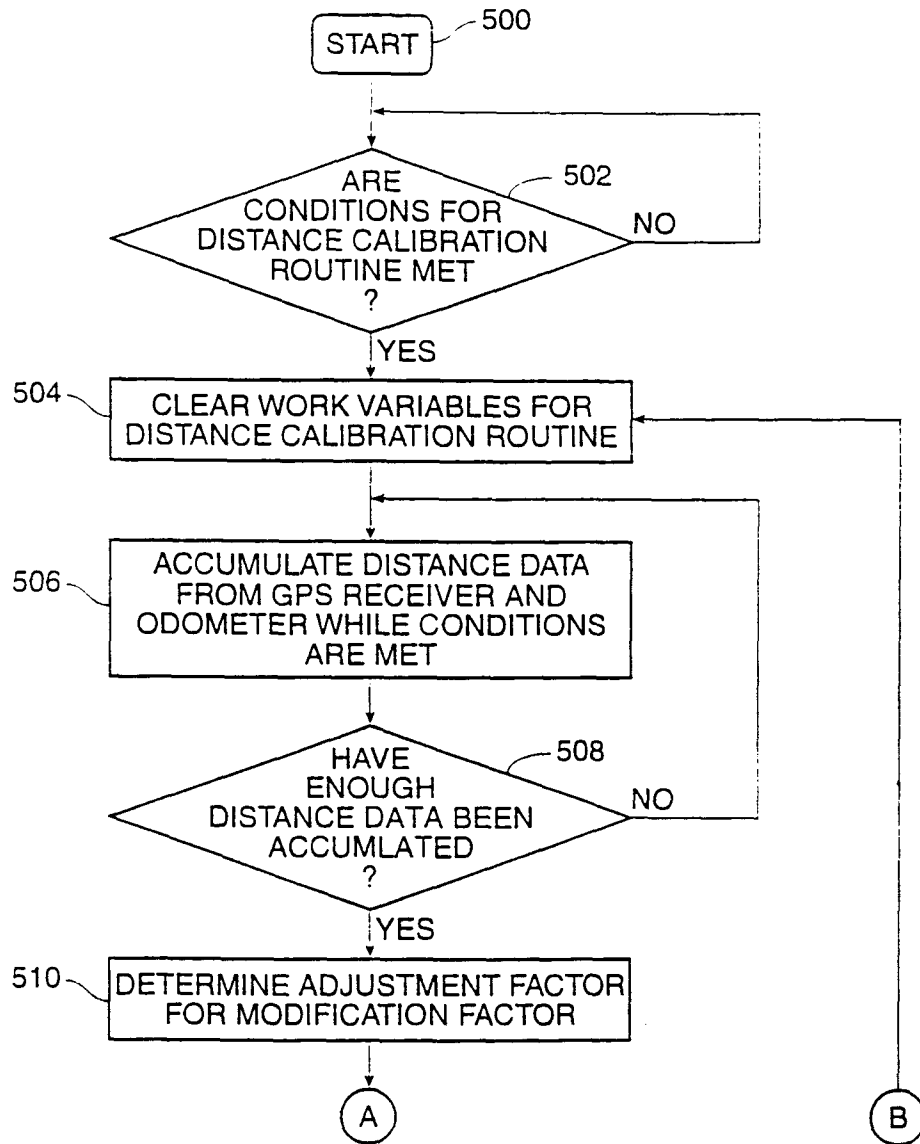 START
500
ARE
CONDITIONS FOR
DISTANCE CALIBRATION
ROUTINE MET
?
502
NO
YES
504
CLEAR WORK VARIABLES FOR
DISTANCE CALIBRATION ROUTINE
506
ACCUMULATE DISTANCE DATA
FROM GPS RECEIVER AND
ODOMETER WHILE CONDITIONS
ARE MET
HAVE
ENOUGH
DISTANCE DATA BEEN
ACCUMLATED
?
508
NO
YES
510
DETERMINE ADJUSTMENT FACTOR
FOR MODIFICATION FACTOR
A
B